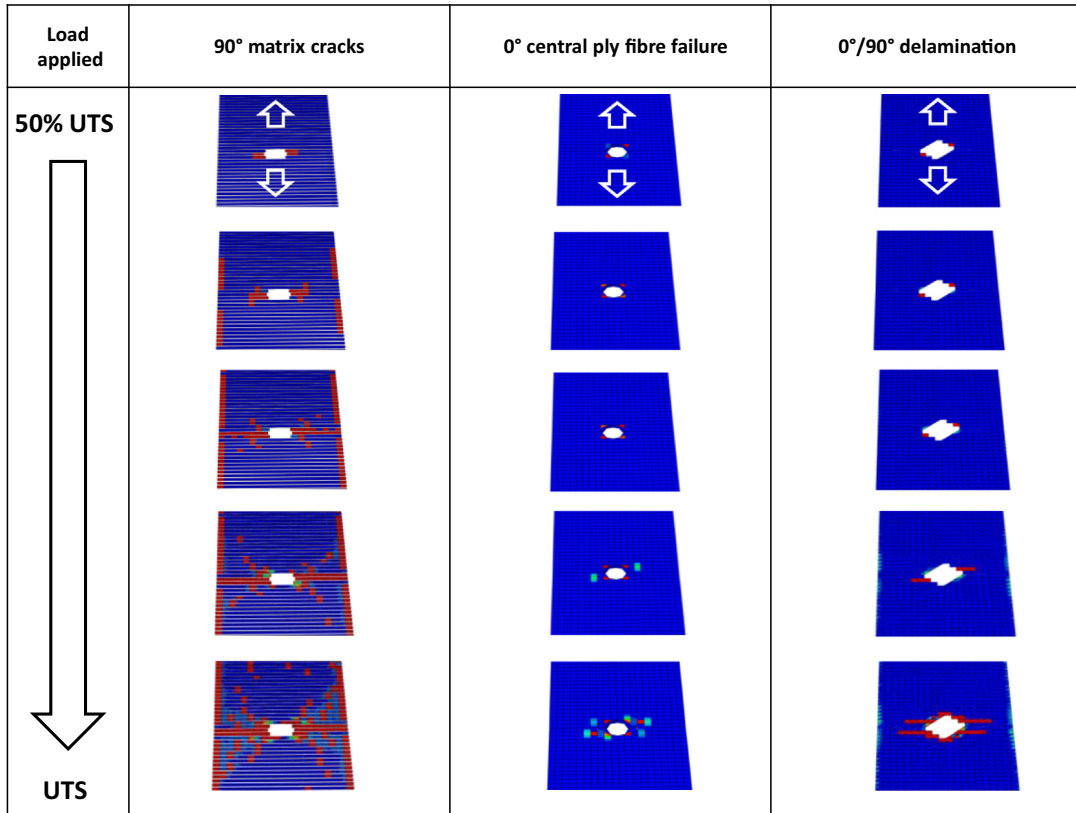 Load
applied
90° matrix cracks
0° central ply fibre failure
0°/90° delamination
50% UTS
UTS